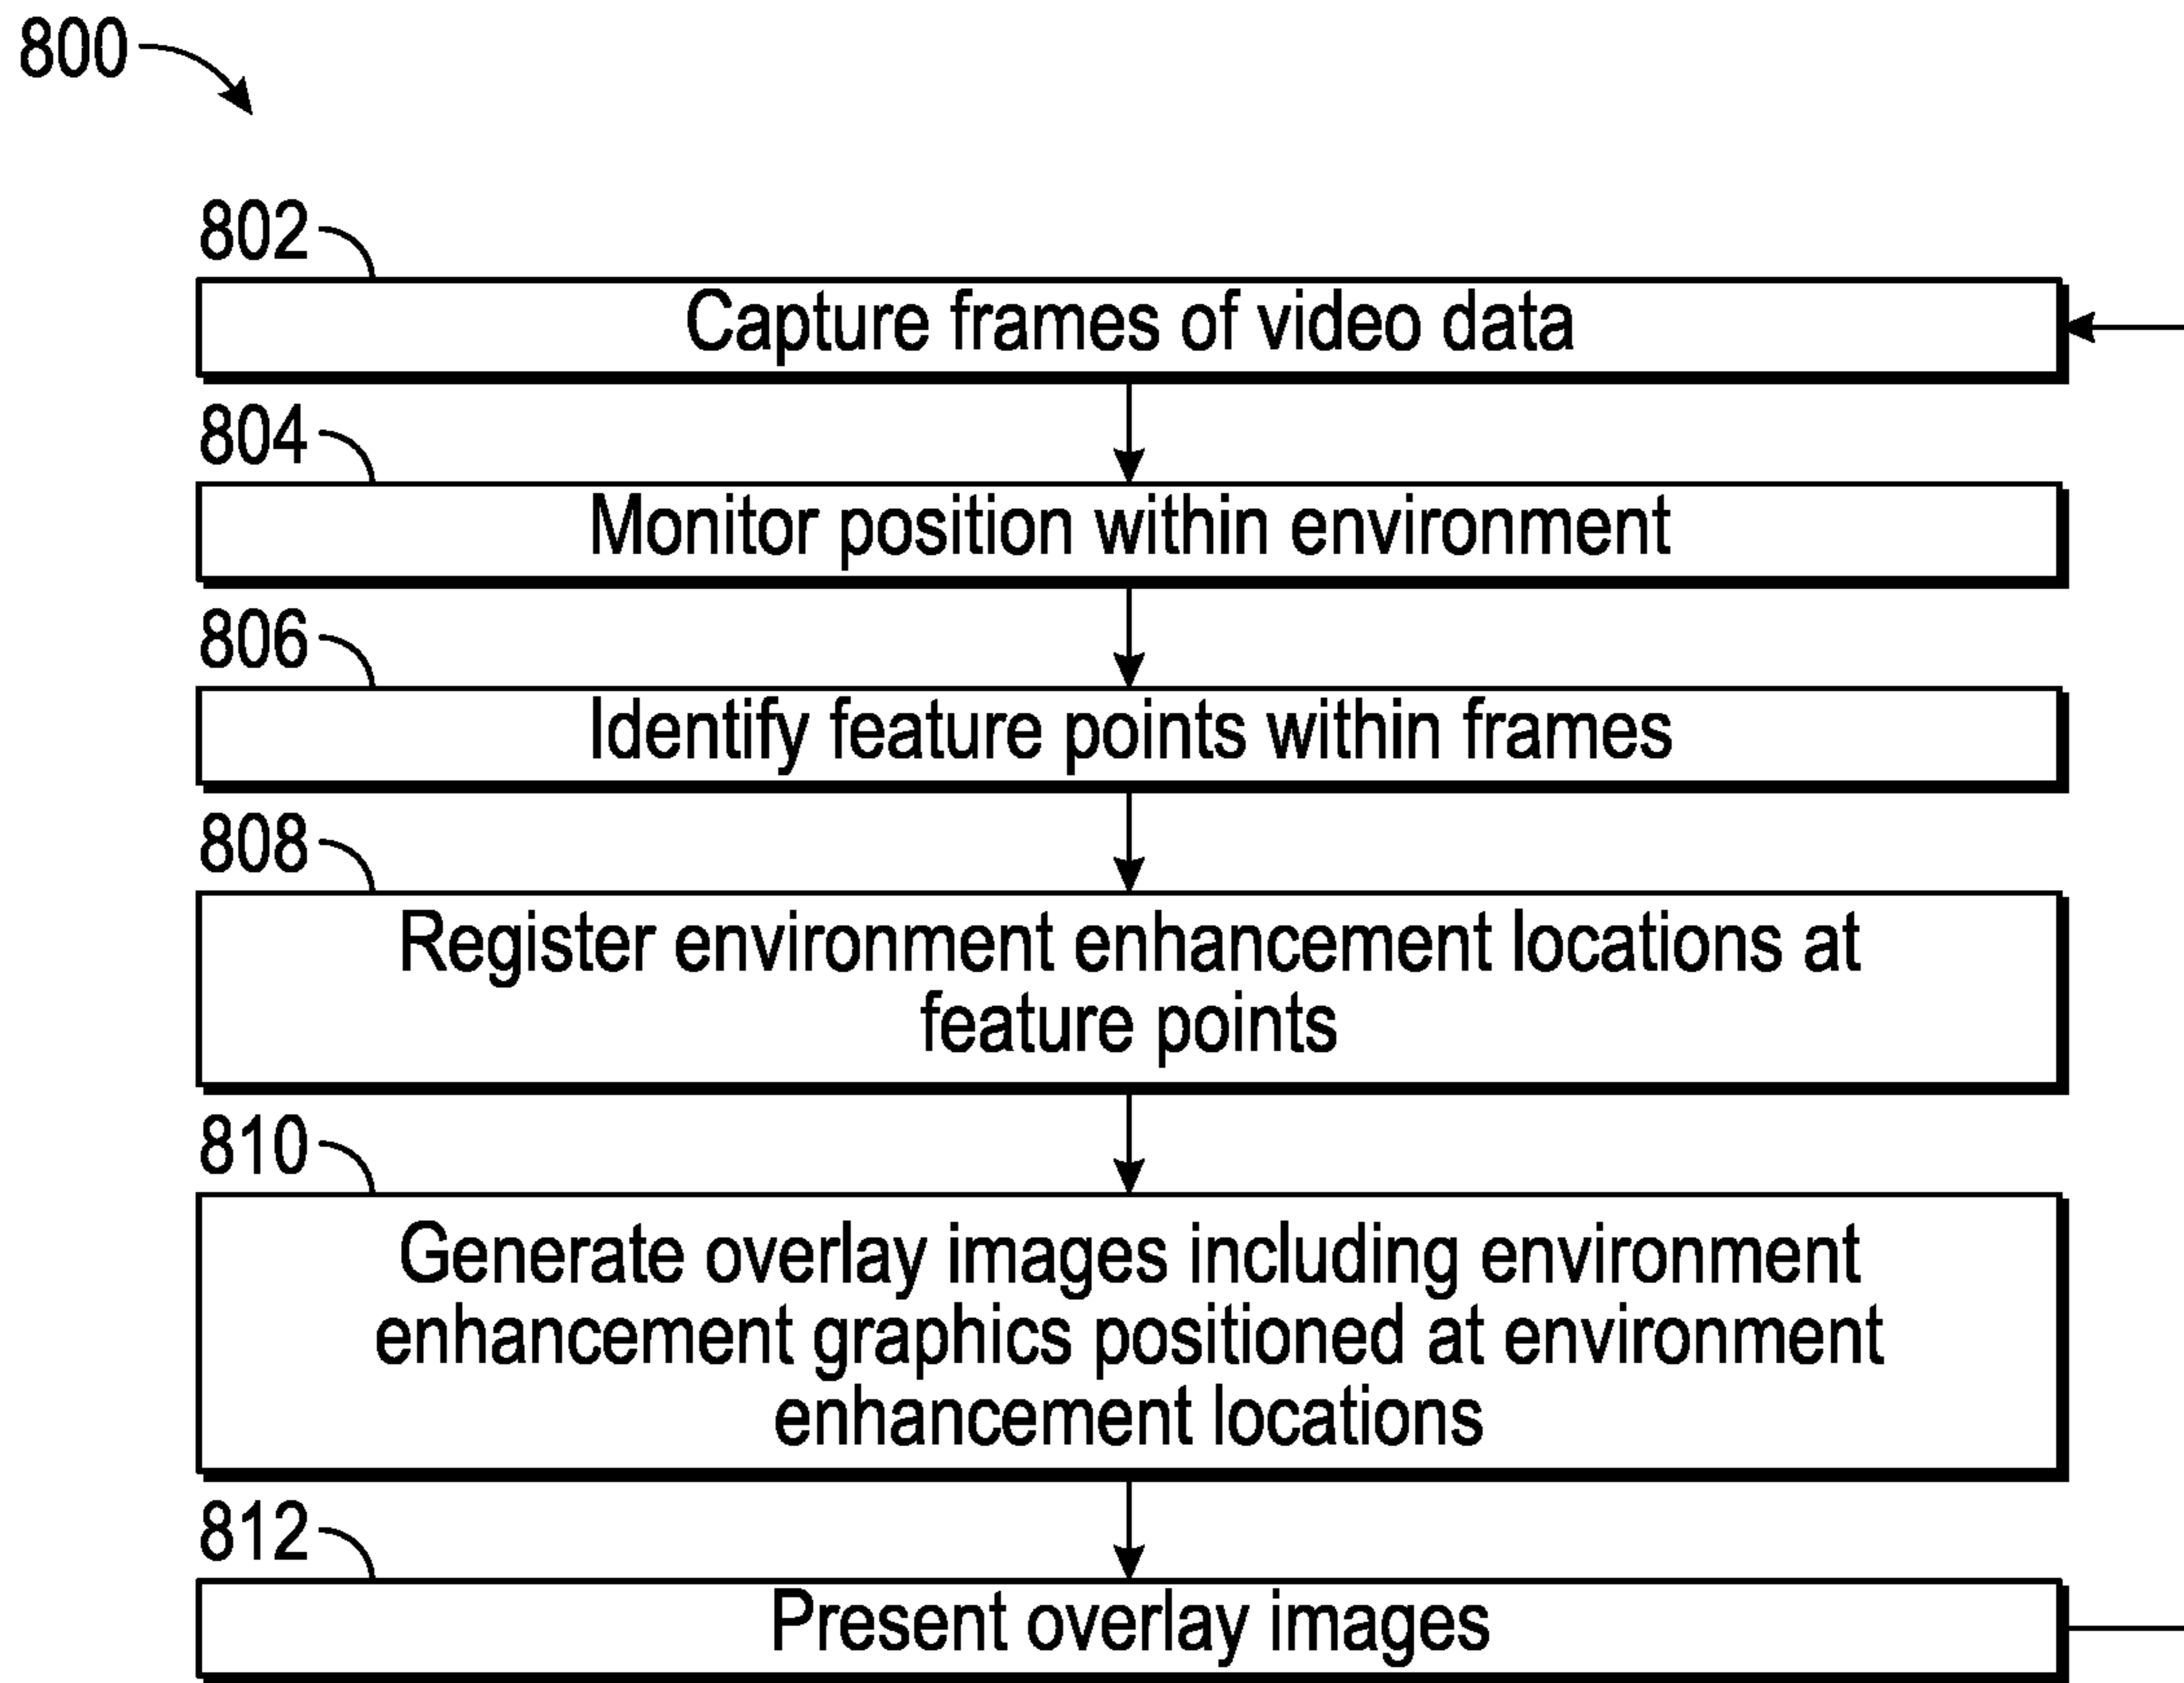 800
802
Capture frames of video data
804
Monitor position within environment
806
Identify feature points within frames
808
Register environment enhancement locations at
feature points
810
Generate overlay images including environment
enhancement graphics positioned at environment
enhancement locations
812
Present overlay images